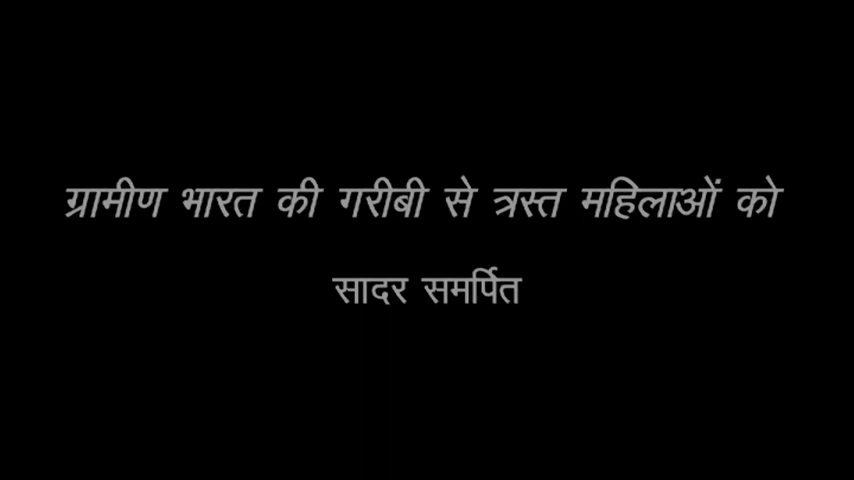 ग्रामीण भारत की गरीबी से त्रस्त महिलाओं को
सादर समर्पित